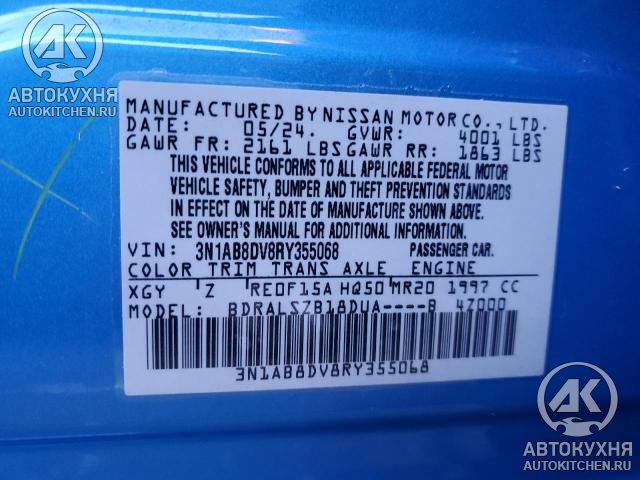 AK
АВТОКУХНЯ
AUTOKITCHEN.RU
MANUFACTURED BY NISSAN MOTOR CO., LTD.
DATE: 05/24. GVWR: 4001 LBS
GAWR FR: 2161 LBS GAWR RR: 1863 LBS
THIS VEHICLE CONFORMS TO ALL APPLICABLE FEDERAL MOTOR
VEHICLE SAFETY, BUMPER AND THEFT PREVENTION STANDARDS
IN EFFECT ON THE DATE OF MANUFACTURE SHOWN ABOVE.
SEE OWNER'S MANUAL FOR ADDITIONAL INFORMATION.
VIN: 3N1AB8DV8RY355068 PASSENGER CAR.
COLOR TRIM TRANS AXLE ENGINE
XGY Z RE0F15A HQ50 MR20 1997 CC
MODEL: BDRALSZB18DUA----B 4Z000
3N1AB8DV8RY355068
AK
АВТОКУХНЯ
AUTOKITCHEN.RU